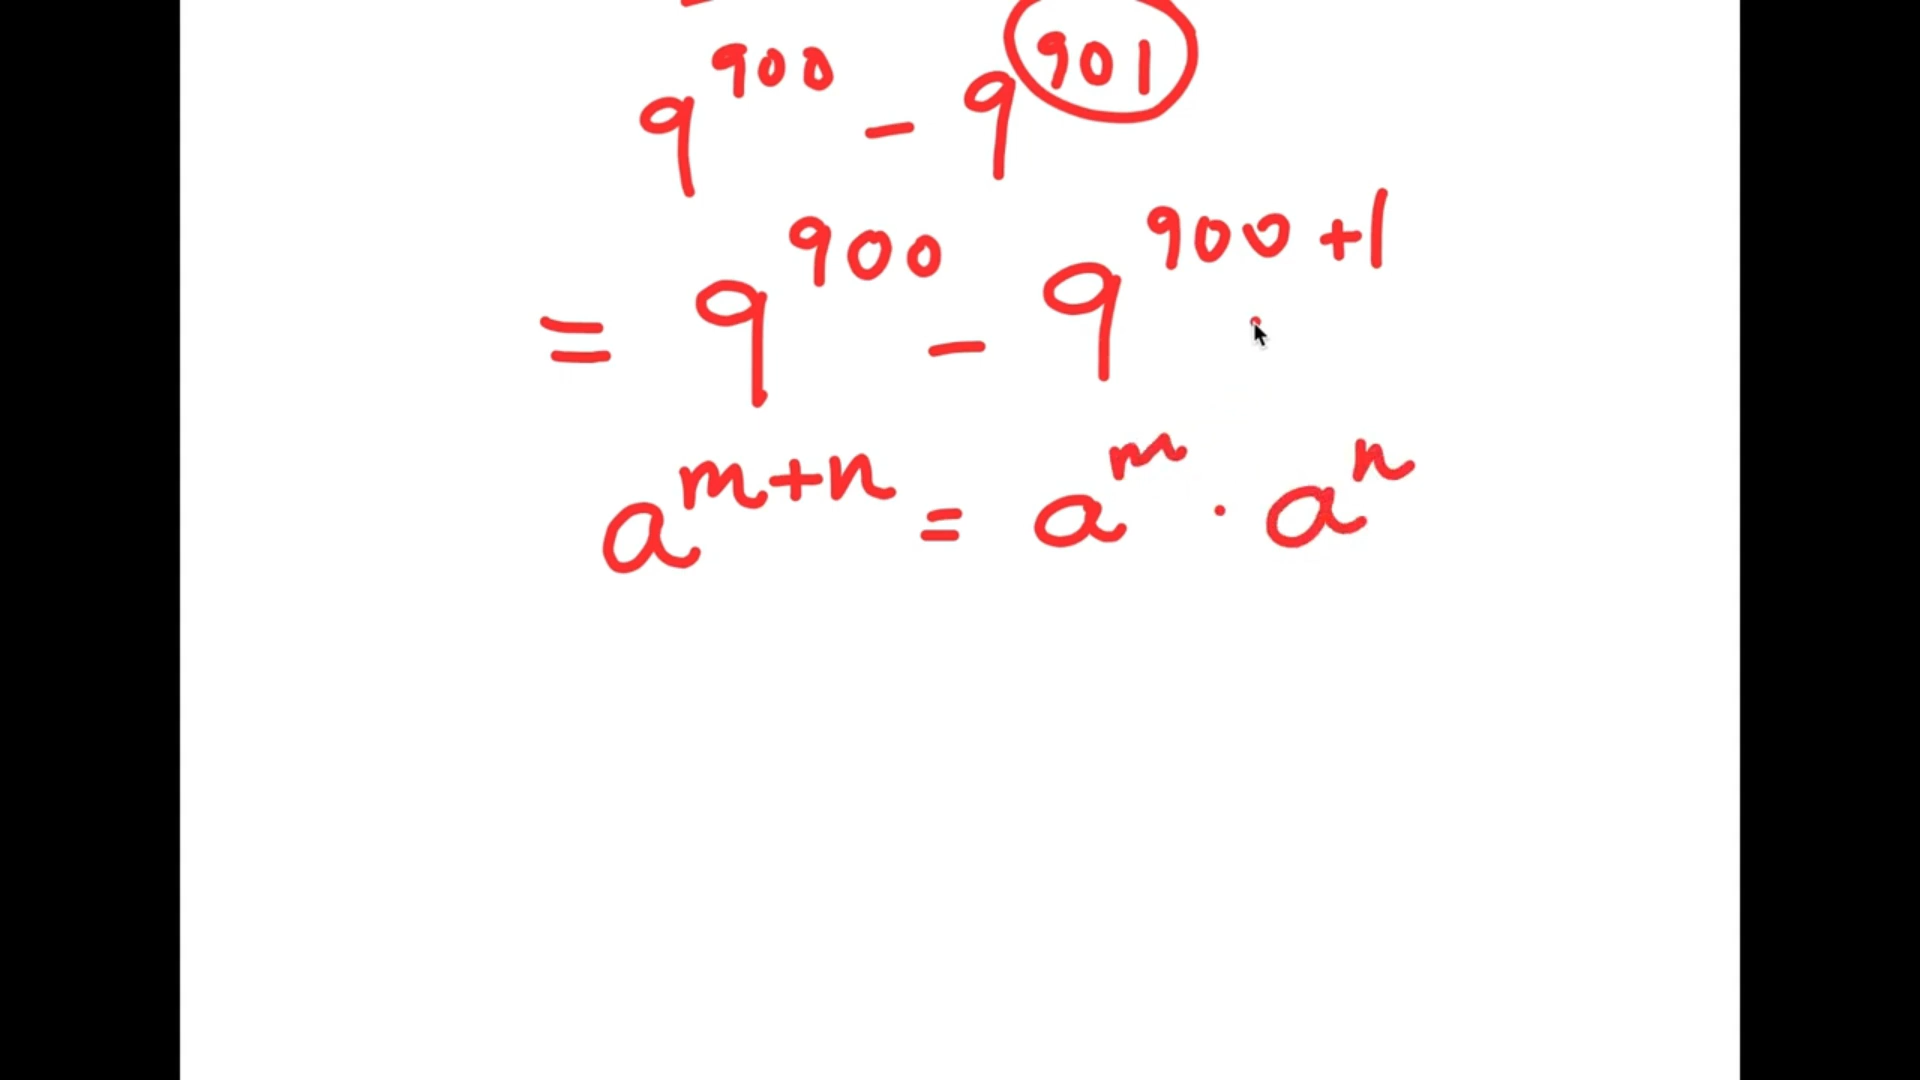 9^900 - 9^901
= 9^900 - 9^900+1
a^m+n = a^m · a^n